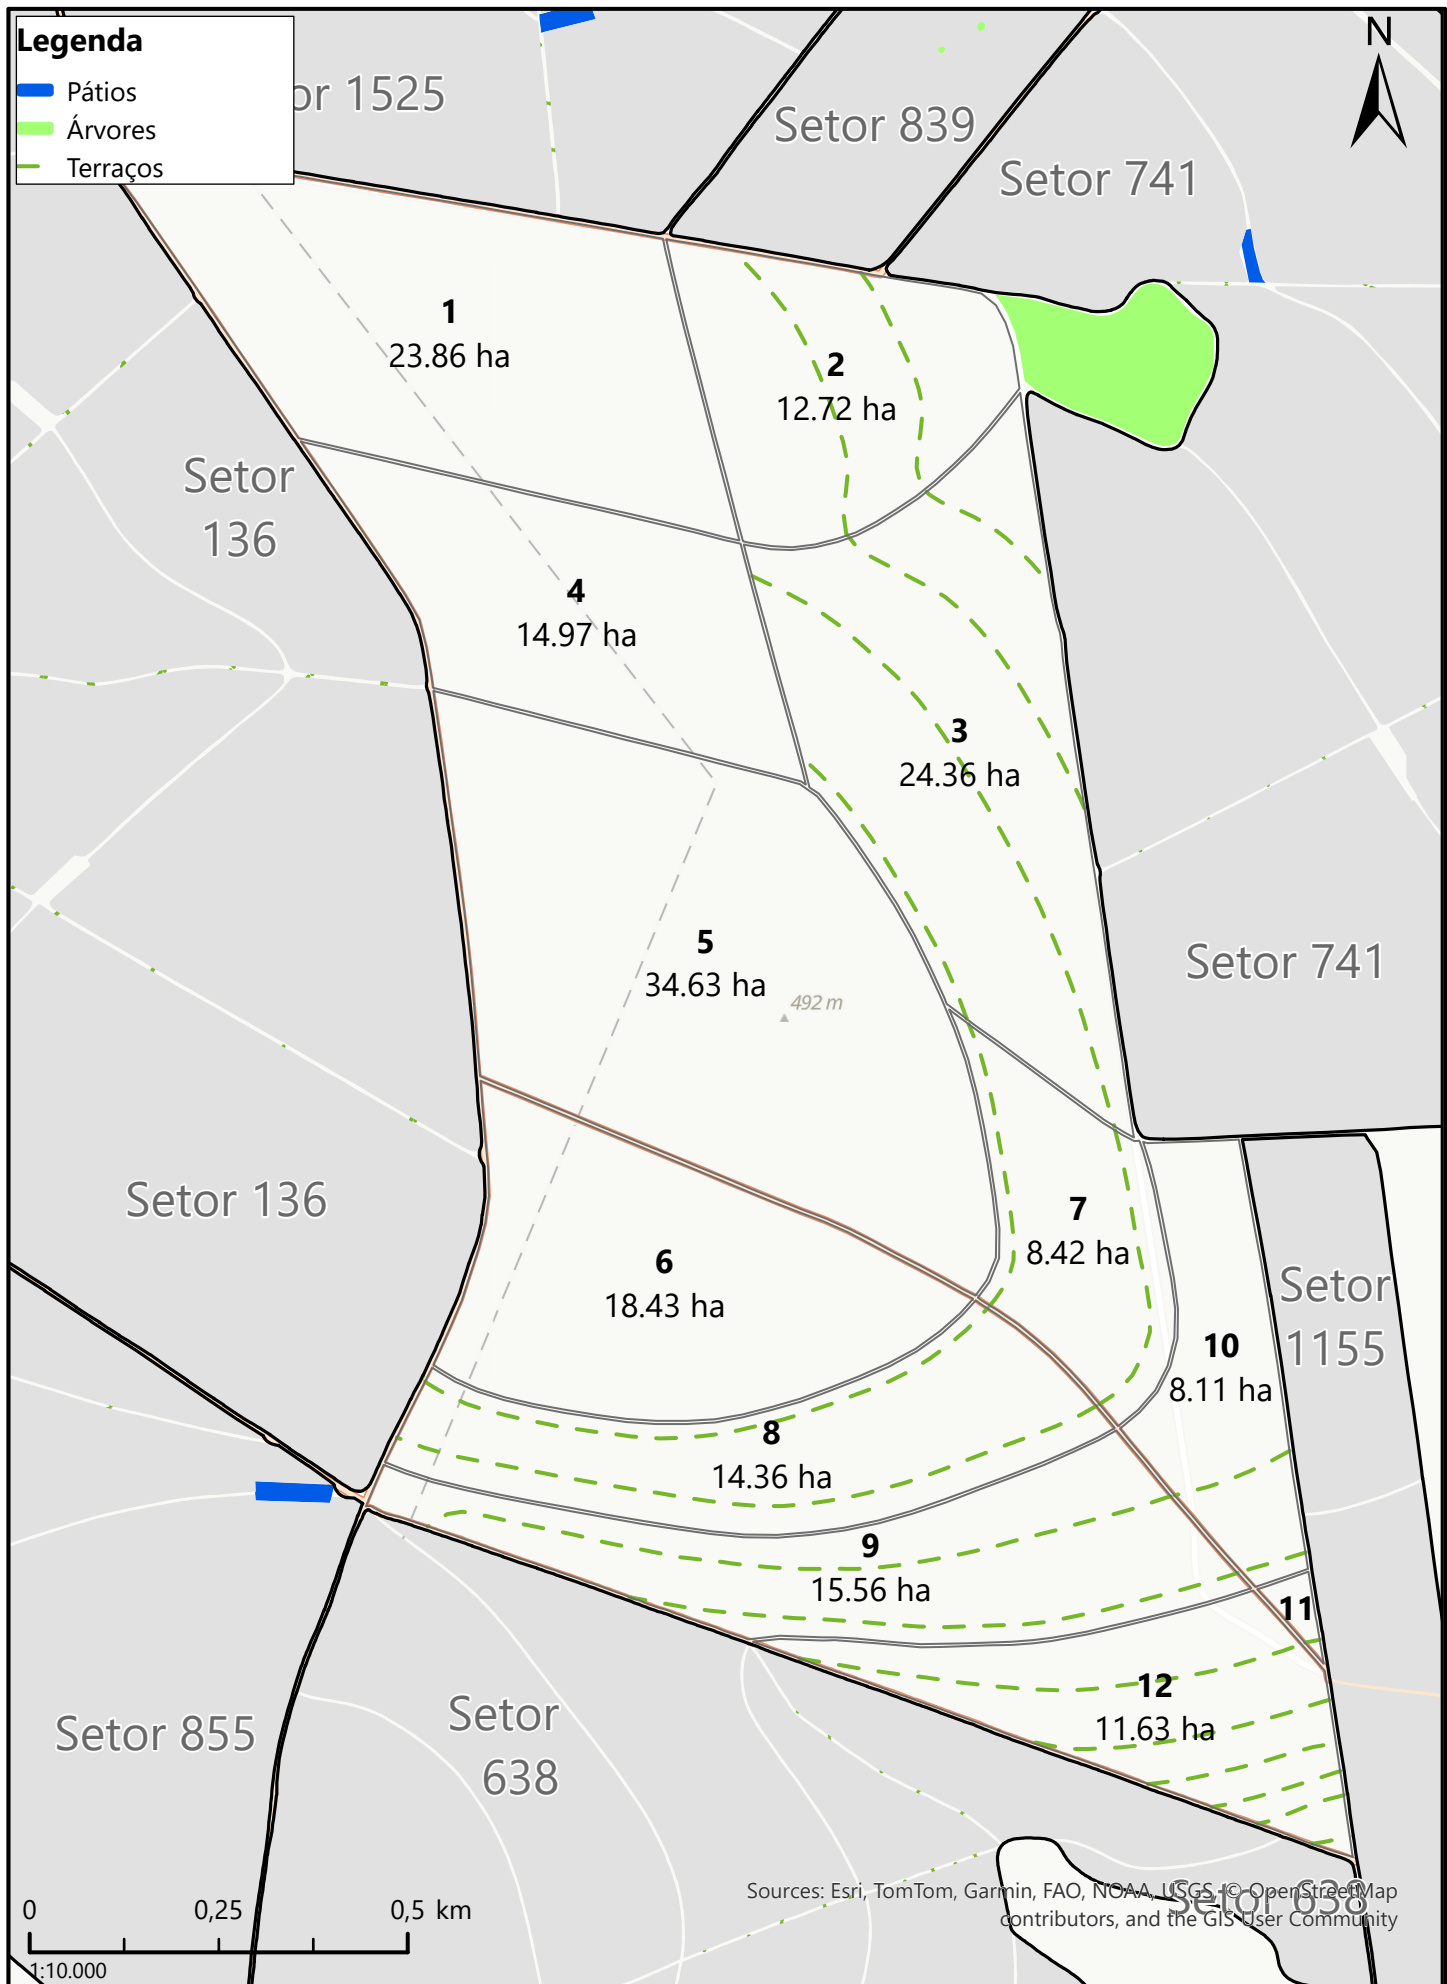 Legenda
Pátios
Árvores
Terraços
or 1525
Setor 839
Setor 741
N
1
23.86 ha
2
12.72 ha
Setor
136
4
14.97 ha
3
24.36 ha
5
34.63 ha
492 m
Setor 741
Setor 136
7
8.42 ha
6
18.43 ha
Setor
1155
10
8.11 ha
8
14.36 ha
9
15.56 ha
11
12
11.63 ha
Setor 855
Setor
638
Setor 638
Sources: Esri, TomTom, Garmin, FAO, NOAA, USGS, © OpenStreetMap
contributors, and the GIS User Community
0 0,25 0,5 km
1:10.000